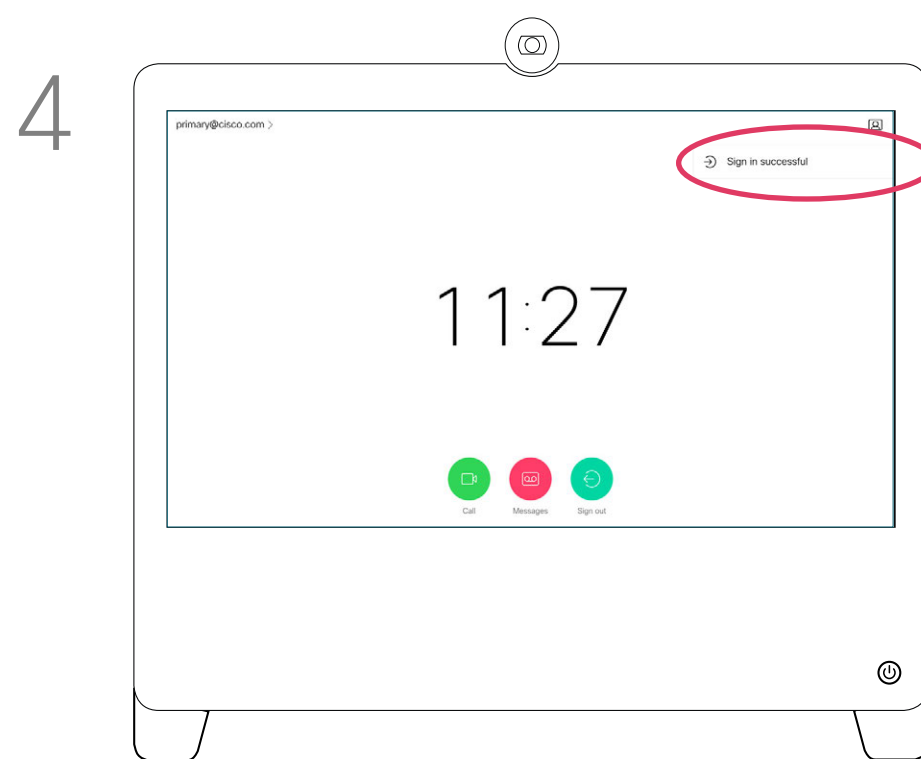 4
primary@cisco.com >
Sign in successful
11:27
Call Messages Sign out